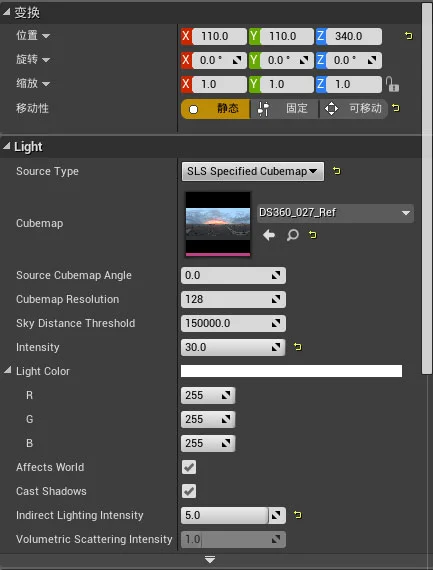 变换
位置 X 110.0 Y 110.0 Z 340.0
旋转 X 0.0° Y 0.0° Z 0.0°
缩放 X 1.0 Y 1.0 Z 1.0
移动性 静态 固定 可移动
Light
Source Type SLS Specified Cubemap
Cubemap DS360_027_Ref
Source Cubemap Angle 0.0
Cubemap Resolution 128
Sky Distance Threshold 150000.0
Intensity 30.0
Light Color
R 255
G 255
B 255
Affects World
Cast Shadows
Indirect Lighting Intensity 5.0
Volumetric Scattering Intensity 1.0